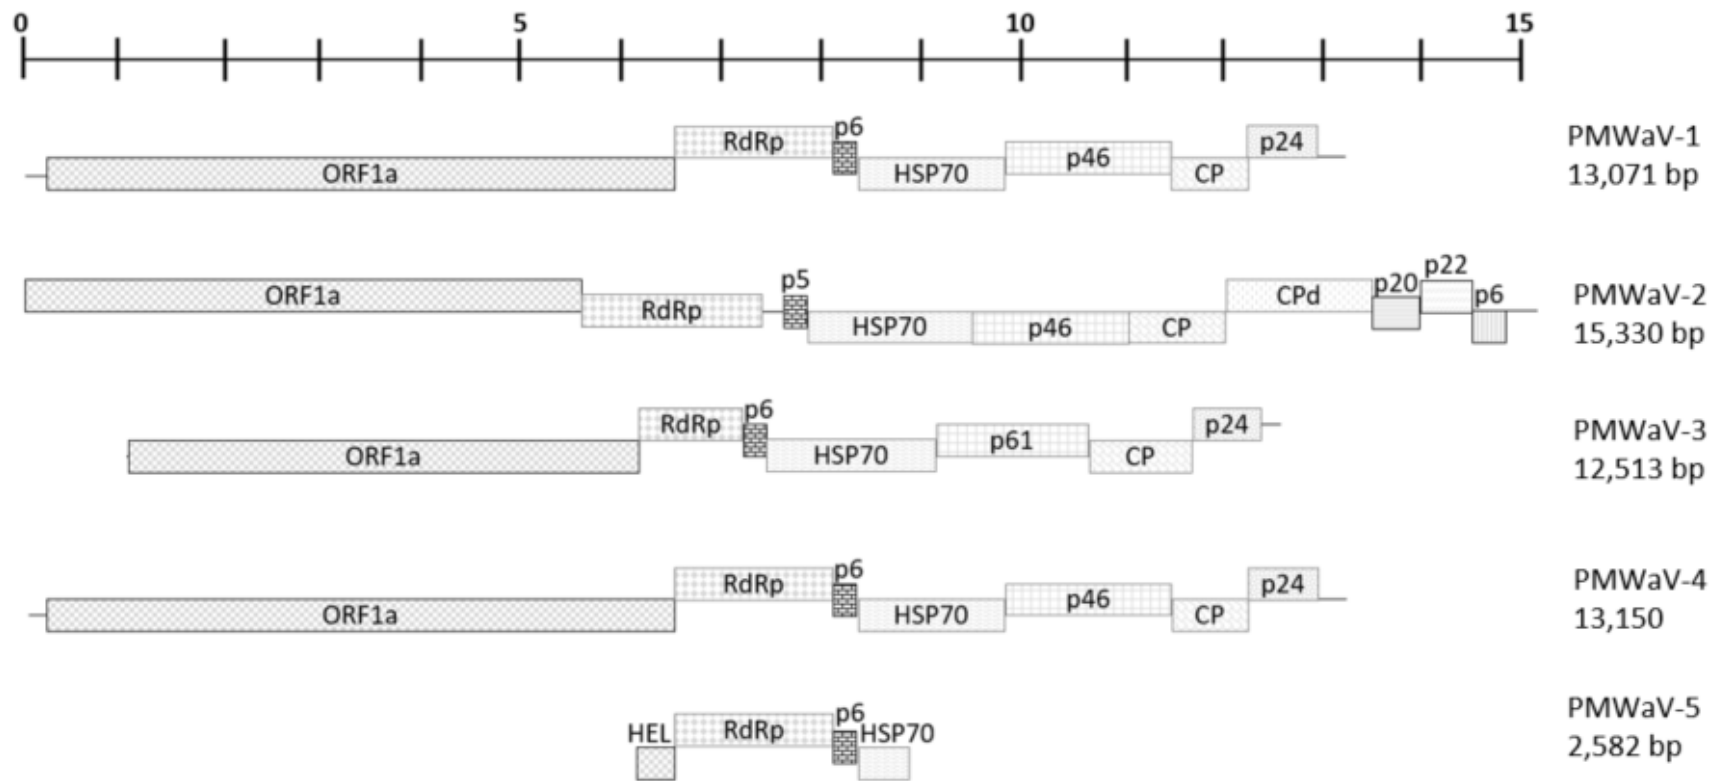 0 5 10 15
p6
RdRp p24 PMWaV-1
p46
ORF1a HSP70 CP 13,071 bp
p22
p5 p20 p6
ORF1a CPd PMWaV-2
RdRp
HSP70 p46 CP 15,330 bp
p6
RdRp p24 PMWaV-3
p61
ORF1a HSP70 CP 12,513 bp
p6
RdRp p24 PMWaV-4
p46
ORF1a HSP70 CP 13,150
p6 PMWaV-5
HEL RdRp HSP70
2,582 bp